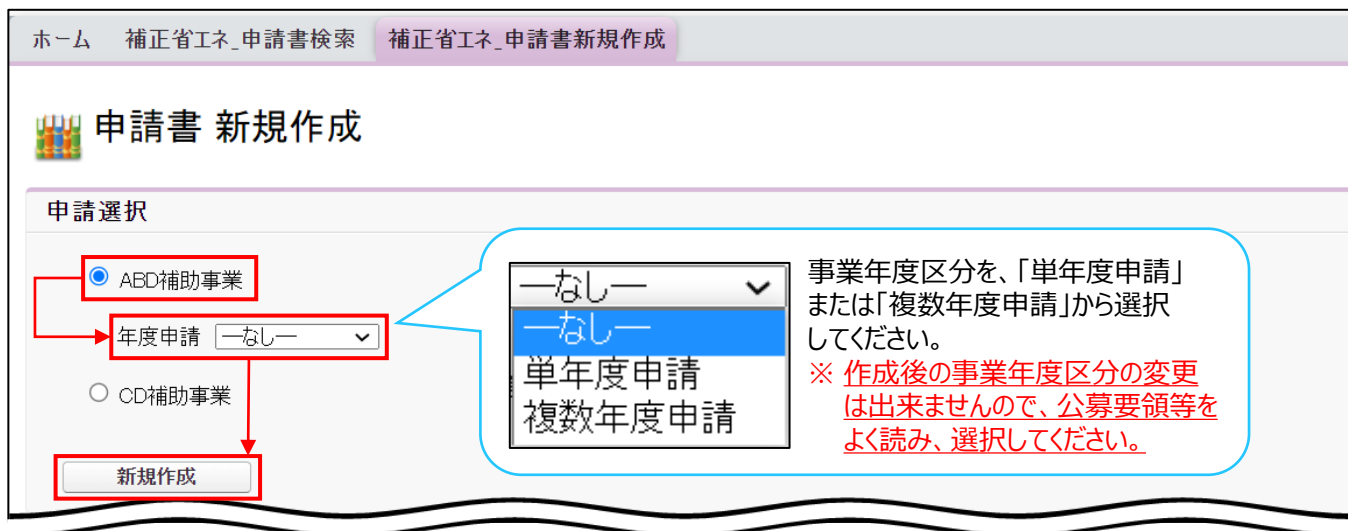 ホーム 補正省エネ_申請書検索 補正省エネ_申請書新規作成
申請書 新規作成
申請選択
ABD補助事業
年度申請 ―なし―
CD補助事業
新規作成
―なし―
―なし―
単年度申請
複数年度申請
事業年度区分を、「単年度申請」
または「複数年度申請」から選択
してください。
※ 作成後の事業年度区分の変更
は出来ませんので、公募要領等を
よく読み、選択してください。